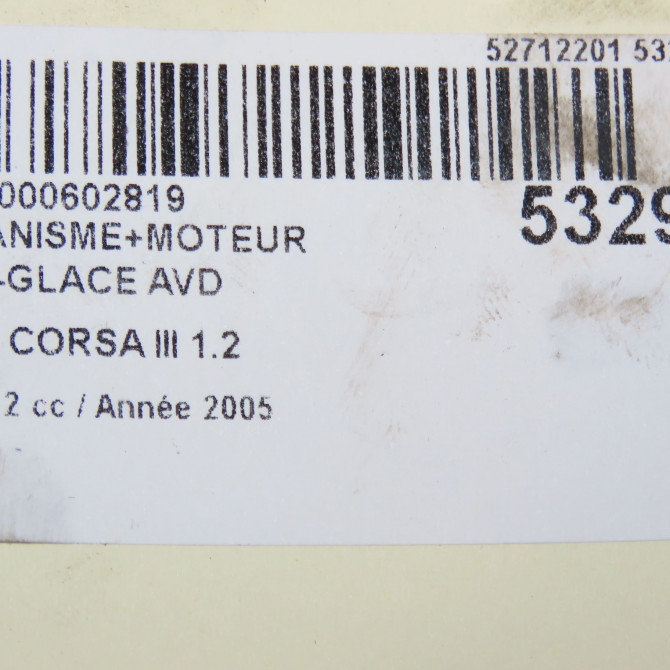 52712201 53
000602819
5329
ANISME+MOTEUR
-GLACE AVD
CORSA III 1.2
2 cc / Année 2005